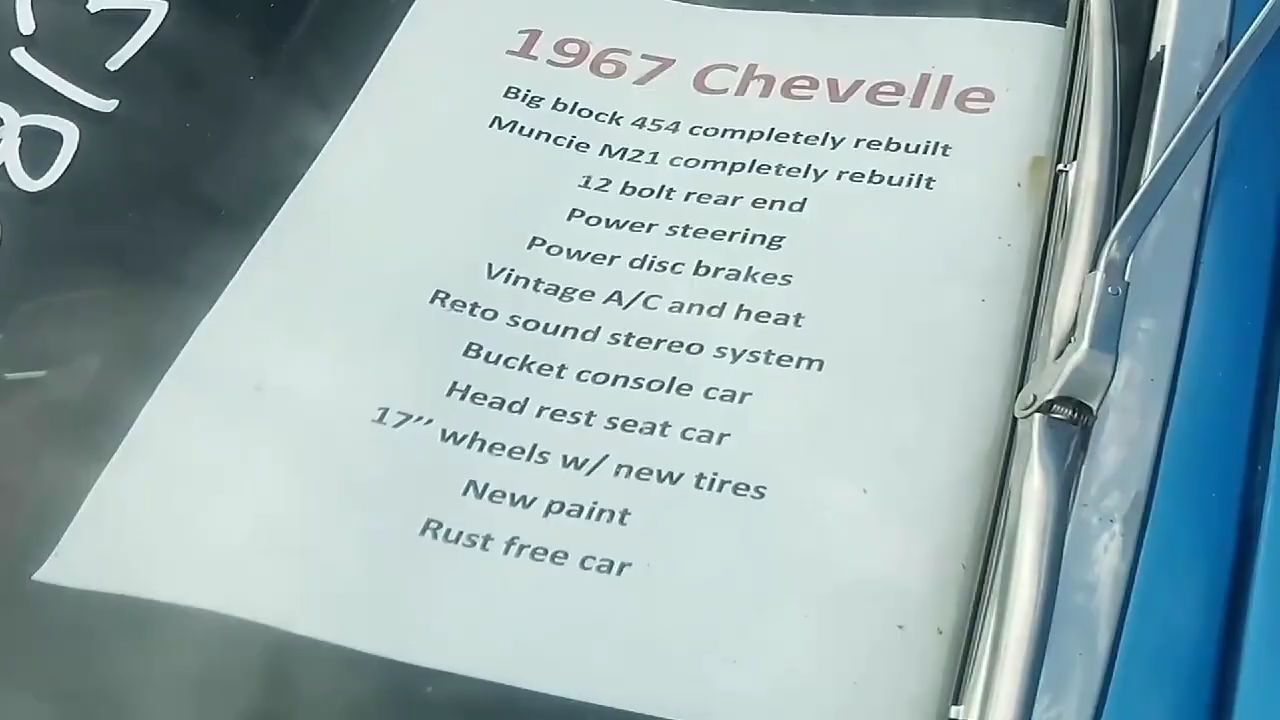 1967 Chevelle
Big block 454 completely rebuilt
Muncie M21 completely rebuilt
12 bolt rear end
Power steering
Power disc brakes
Vintage A/C and heat
Reto sound stereo system
Bucket console car
Head rest seat car
17’’ wheels w/ new tires
New paint
Rust free car